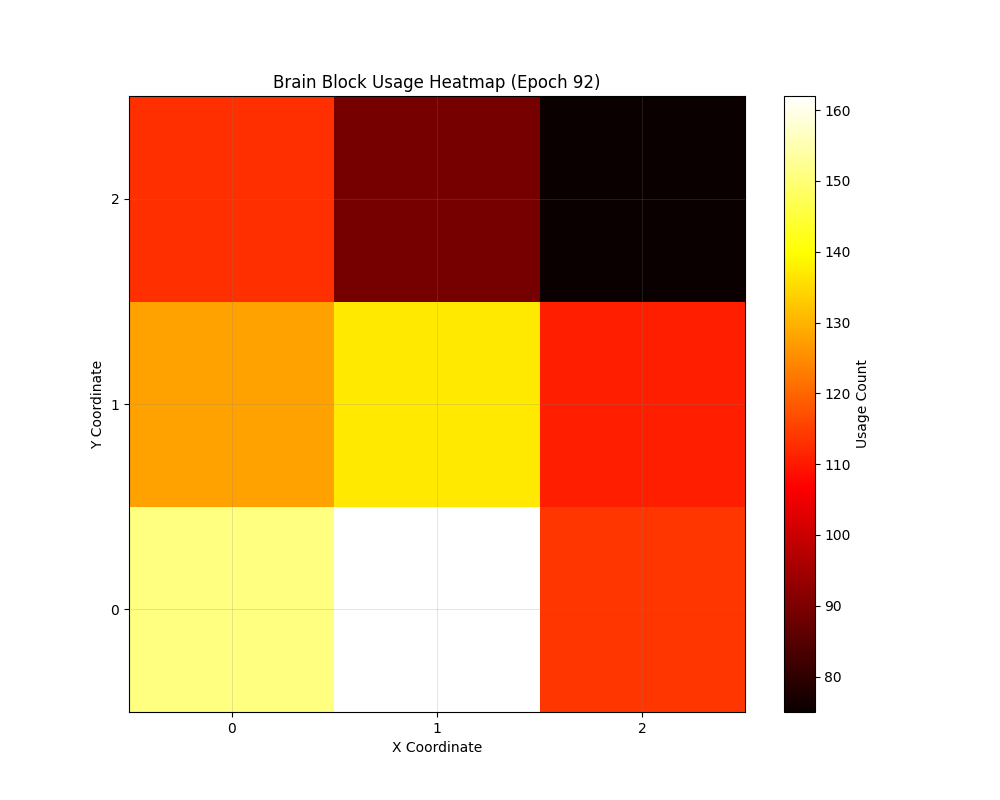 Brain Block Usage Heatmap (Epoch 92)
2
1
0
Y Coordinate
0 1 2
X Coordinate
160
150
140
130
120
110
100
90
80
Usage Count